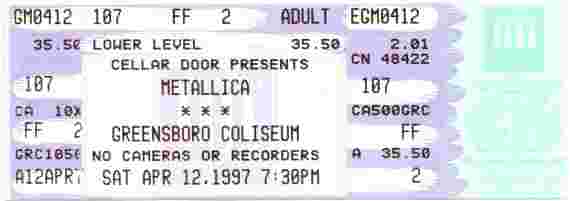 GM0412 107 FF 2 ADULT EGM0412
35.50 LOWER LEVEL 35.50 2.01
CELLAR DOOR PRESENTS CN 48422
107 METALLICA 107
CA 10X * * * CA500GRC
FF 2 GREENSBORO COLISEUM FF
GRC1050 NO CAMERAS OR RECORDERS A 35.50
A12APR7 SAT APR 12.1997 7:30PM 2